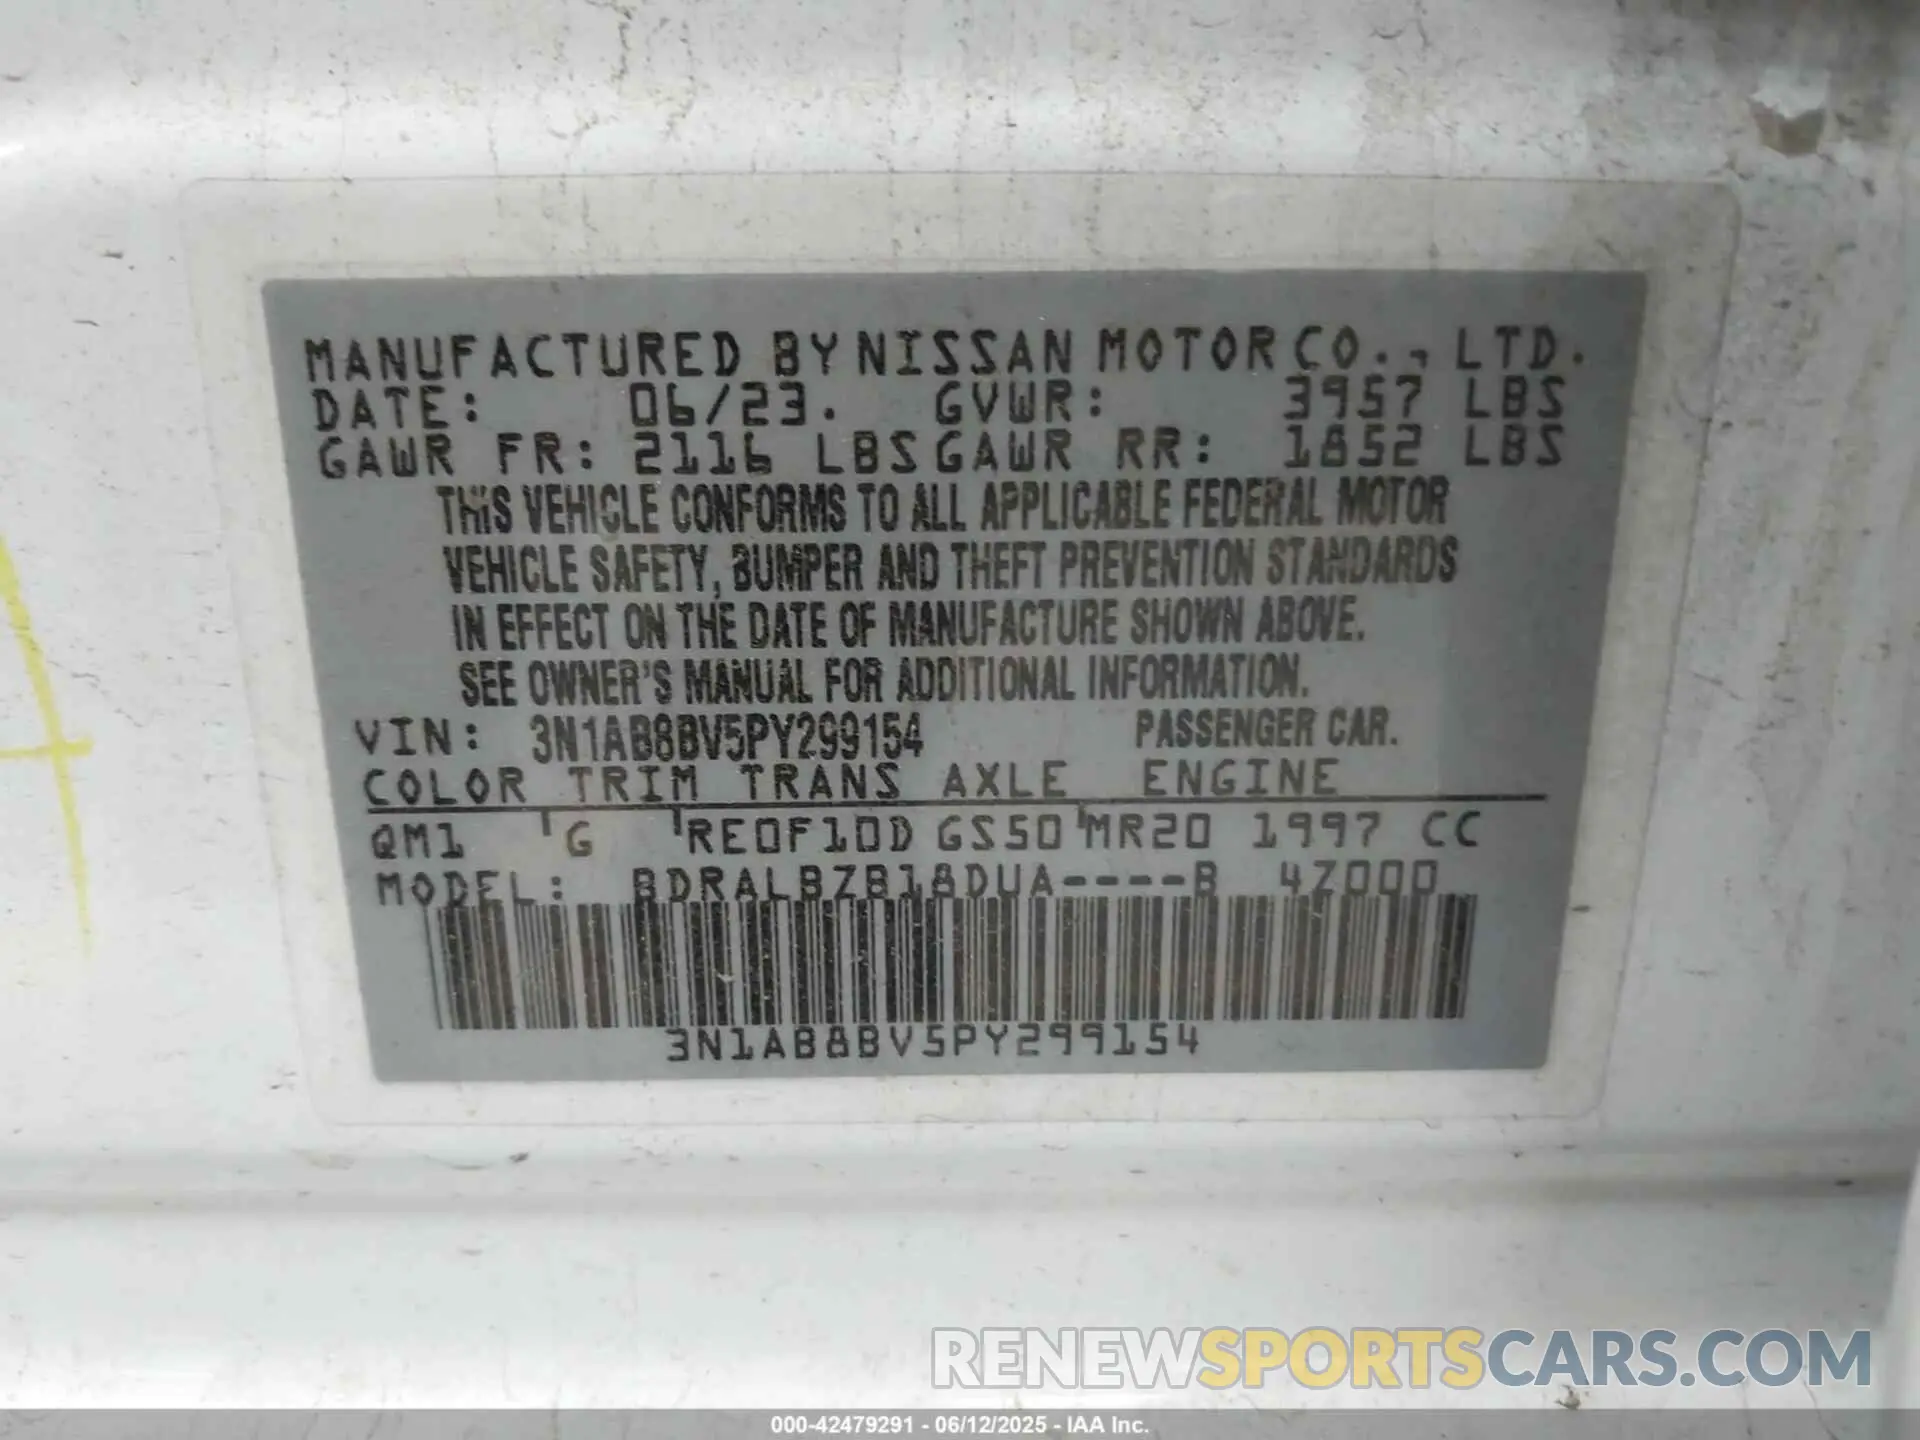 MANUFACTURED BY NISSAN MOTOR CO., LTD.
DATE: 06/23. GVWR: 3957 LBS
GAWR FR: 2116 LBS GAWR RR: 1852 LBS
THIS VEHICLE CONFORMS TO ALL APPLICABLE FEDERAL MOTOR
VEHICLE SAFETY, BUMPER AND THEFT PREVENTION STANDARDS
IN EFFECT ON THE DATE OF MANUFACTURE SHOWN ABOVE.
SEE OWNER'S MANUAL FOR ADDITIONAL INFORMATION.
VIN: 3N1AB8BV5PY299154 PASSENGER CAR.
COLOR TRIM TRANS AXLE ENGINE
QM1 G RE0F10D GS50 MR20 1997 CC
MODEL: BDRALBZB18DUA----B 4Z000
3N1AB8BV5PY299154
RENEWSPORTSCARS.COM
000-42479291 - 06/12/2025 - IAA Inc.